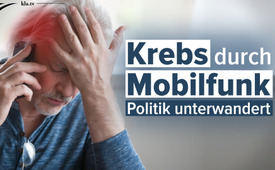 kla.tv
Krebs durch
Mobilfunk
Politik unterwandert